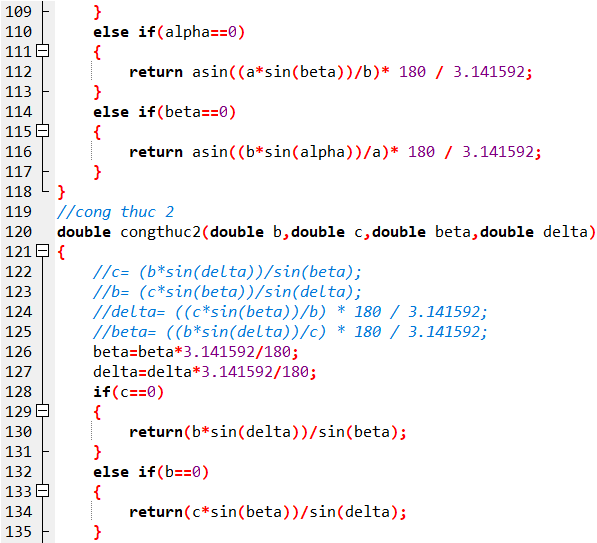 109 }
110 else if(alpha==0)
111 {
112 return asin((a*sin(beta))/b)* 180 / 3.141592;
113 }
114 else if(beta==0)
115 {
116 return asin((b*sin(alpha))/a)* 180 / 3.141592;
117 }
118 }
119 //cong thuc 2
120 double congthuc2(double b,double c,double beta,double delta)
121 {
122 //c= (b*sin(delta))/sin(beta);
123 //b= (c*sin(beta))/sin(delta);
124 //delta= ((c*sin(beta))/b) * 180 / 3.141592;
125 //beta= ((b*sin(delta))/c) * 180 / 3.141592;
126 beta=beta*3.141592/180;
127 delta=delta*3.141592/180;
128 if(c==0)
129 {
130 return(b*sin(delta))/sin(beta);
131 }
132 else if(b==0)
133 {
134 return(c*sin(beta))/sin(delta);
135 }